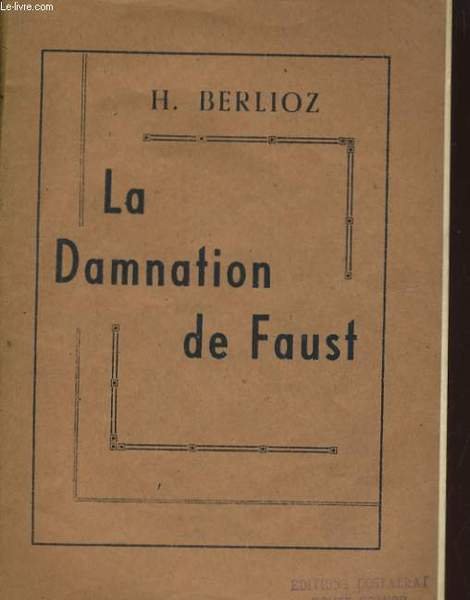 Le-livre.com
H. BERLIOZ
La
Damnation
de Faust
EDITIONS